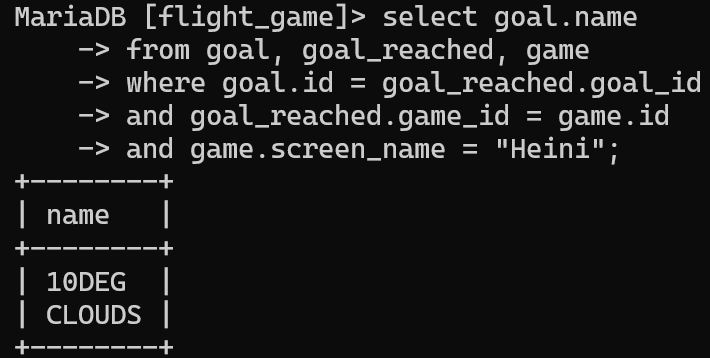 MariaDB [flight_game]> select goal.name
    -> from goal, goal_reached, game
    -> where goal.id = goal_reached.goal_id
    -> and goal_reached.game_id = game.id
    -> and game.screen_name = "Heini";
+--------+
| name   |
+--------+
| 10DEG  |
| CLOUDS |
+--------+